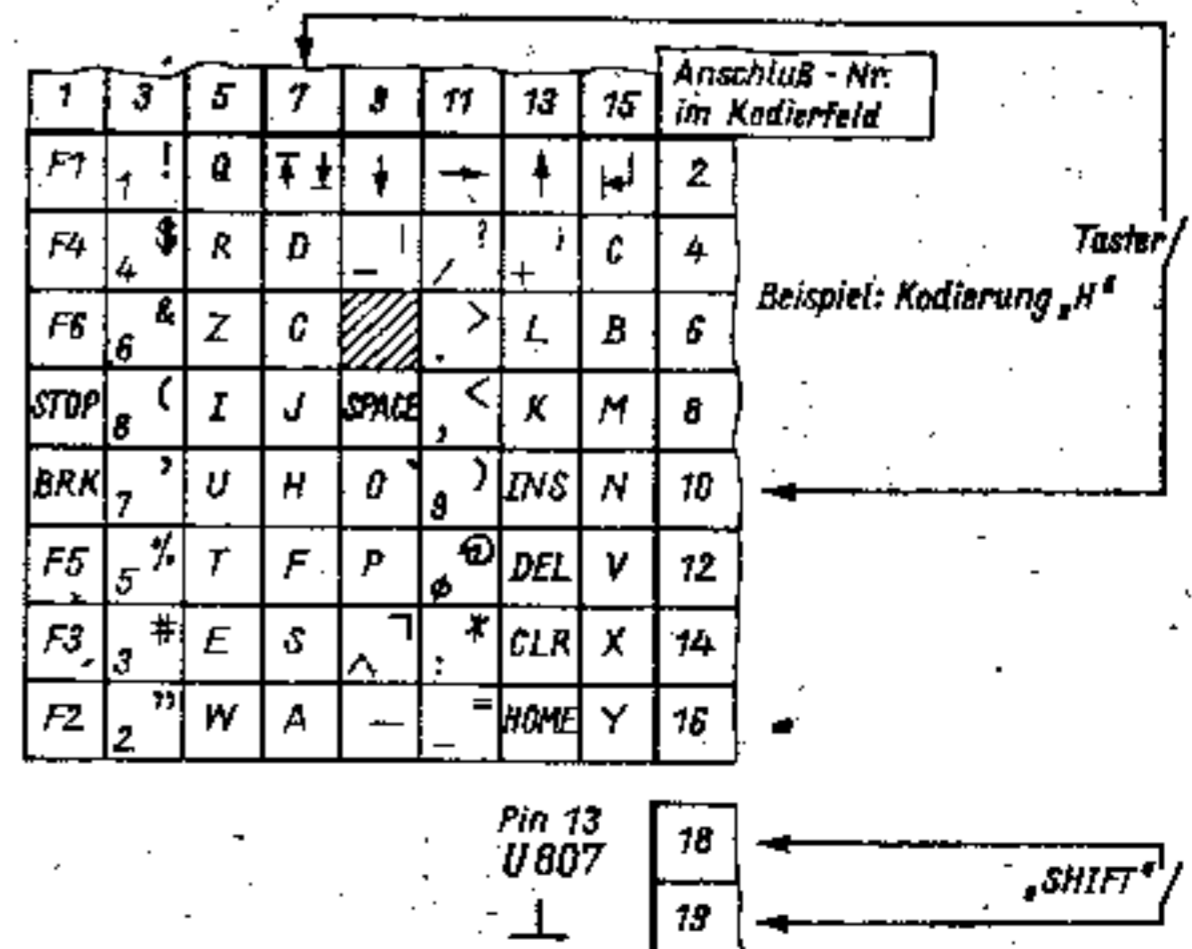 1 3 5 7 9 11 13 15 Anschluß - Nr.
im Kodierfeld
F1 1 ! Q ↓ → ↑ 2
F4 4 $ R D _ | / ? + ; C 4
Taster
F6 6 & Z G . > L B 6
Beispiel: Kodierung „H“
STOP 8 ( I J SPACE , < K M 8
BRK 7 ' U H O 9 ) INS N 10
F5 5 % T F P ø @ DEL V 12
F3 3 # E S ^ ¬ : * CLR X 14
F2 2 " W A — _ = HOME Y 16
Pin 13 18
U 807
„SHIFT“
19